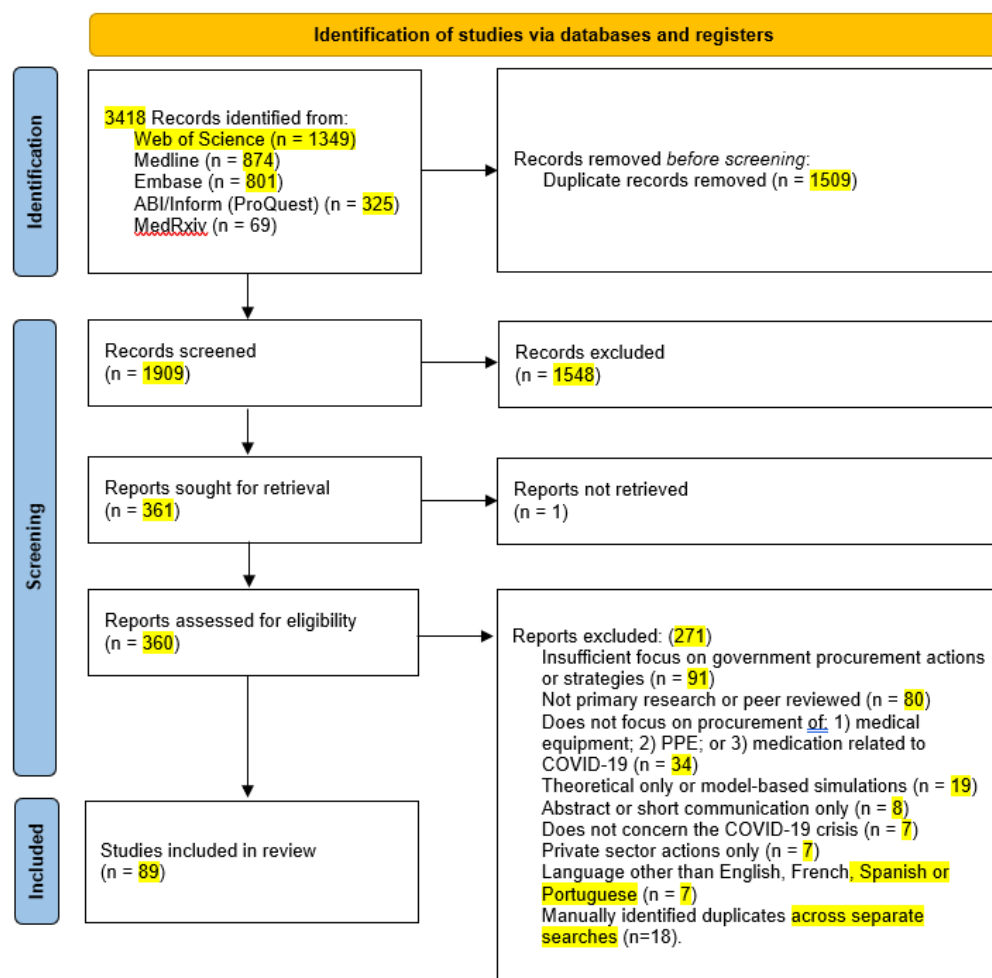 Identification of studies via databases and registers
Identification
3418 Records identified from:
Web of Science (n = 1349)
Medline (n = 874)
Embase (n = 801)
ABI/Inform (ProQuest) (n = 325)
MedRxiv (n = 69)
Records removed before screening:
Duplicate records removed (n = 1509)
Screening
Records screened
(n = 1909)
Records excluded
(n = 1548)
Reports sought for retrieval
(n = 361)
Reports not retrieved
(n = 1)
Reports assessed for eligibility
(n = 360)
Reports excluded: (271)
Insufficient focus on government procurement actions
or strategies (n = 91)
Not primary research or peer reviewed (n = 80)
Does not focus on procurement of: 1) medical
equipment; 2) PPE; or 3) medication related to
COVID-19 (n = 34)
Theoretical only or model-based simulations (n = 19)
Abstract or short communication only (n = 8)
Does not concern the COVID-19 crisis (n = 7)
Private sector actions only (n = 7)
Language other than English, French, Spanish or
Portuguese (n = 7)
Manually identified duplicates across separate
searches (n=18).
Included
Studies included in review
(n = 89)